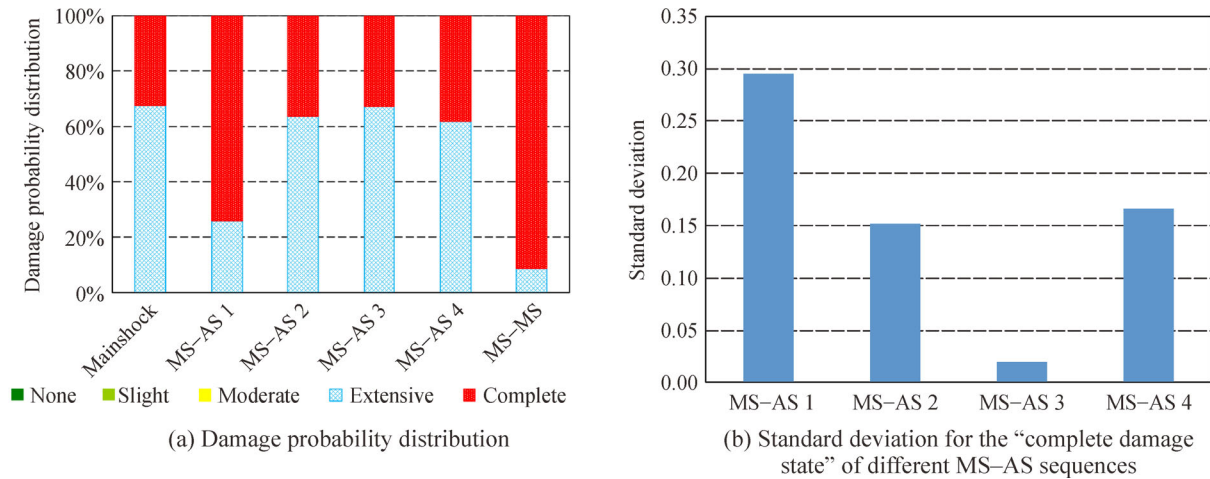 100%
80%
60%
40%
20%
0%
Damage probability distribution
Mainshock
MS–AS 1
MS–AS 2
MS–AS 3
MS–AS 4
MS–MS
None
Slight
Moderate
Extensive
Complete
(a) Damage probability distribution
0.35
0.30
0.25
0.20
0.15
0.10
0.05
0.00
Standard deviation
MS–AS 1
MS–AS 2
MS–AS 3
MS–AS 4
(b) Standard deviation for the “complete damage
state” of different MS–AS sequences